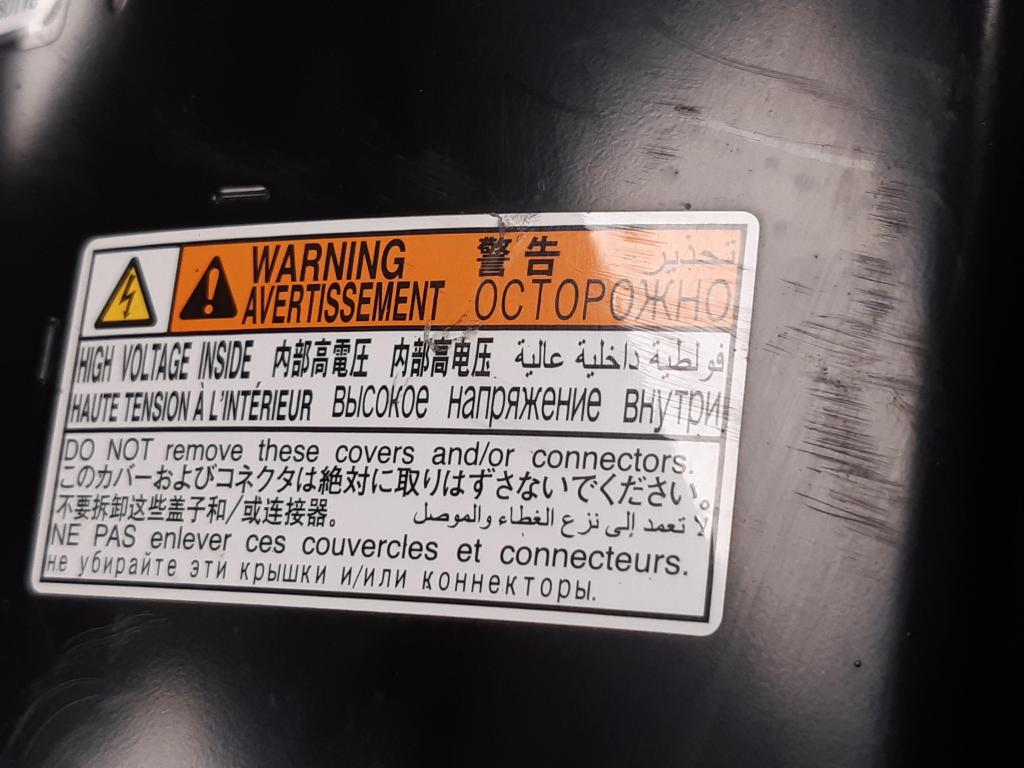 WARNING 警告 تحذير
AVERTISSEMENT ОСТОРОЖНО
HIGH VOLTAGE INSIDE 内部高電圧 内部高电压 فولطية داخلية عالية
HAUTE TENSION À L'INTÉRIEUR Высокое напряжение внутри
DO NOT remove these covers and/or connectors.
このカバーおよびコネクタは絶対に取りはずさないでください。
不要拆卸这些盖子和/或连接器。 لا تعمد إلى نزع الغطاء والموصل
NE PAS enlever ces couvercles et connecteurs.
не убирайте эти крышки и/или коннекторы.